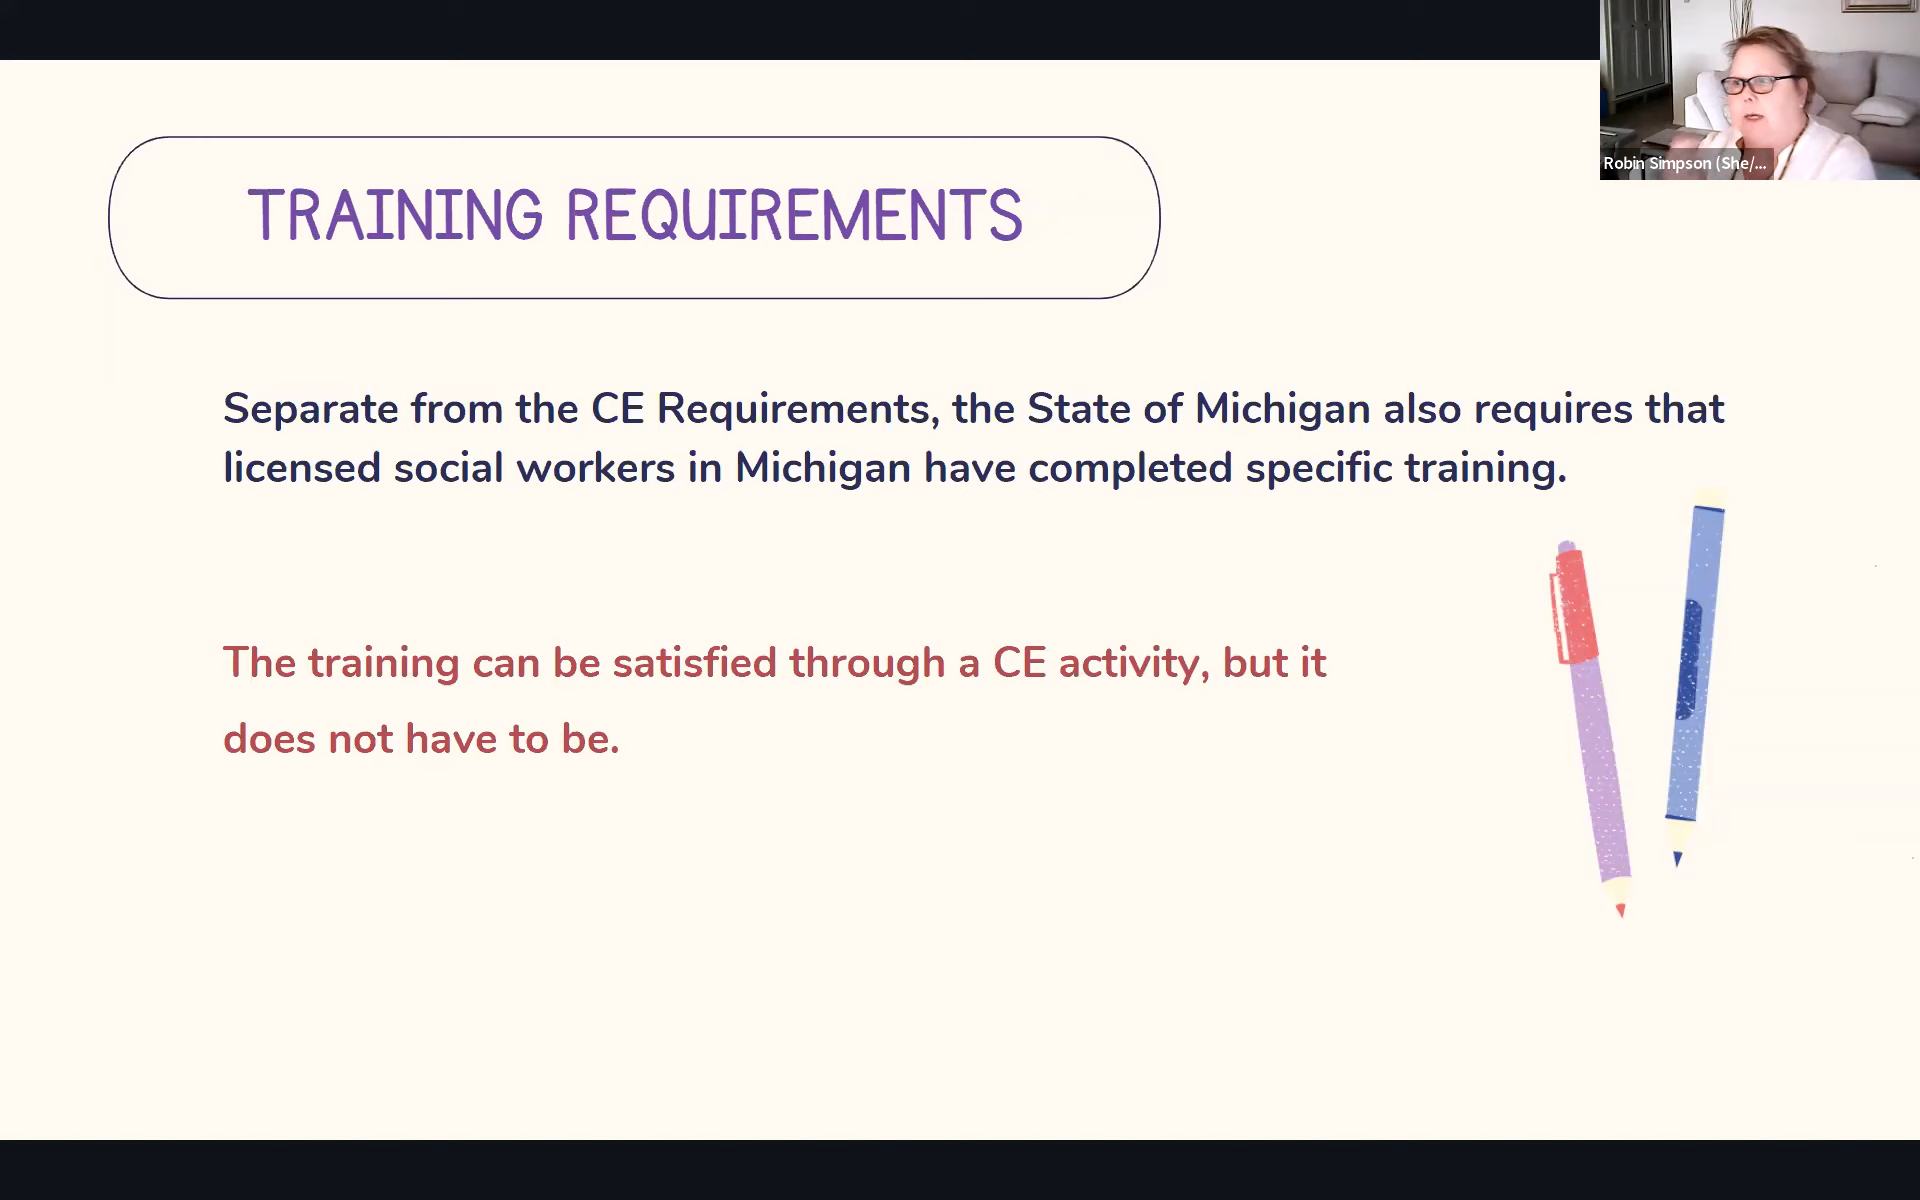 Robin Simpson (She/...
TRAINING REQUIREMENTS
Separate from the CE Requirements, the State of Michigan also requires that
licensed social workers in Michigan have completed specific training.
The training can be satisfied through a CE activity, but it
does not have to be.